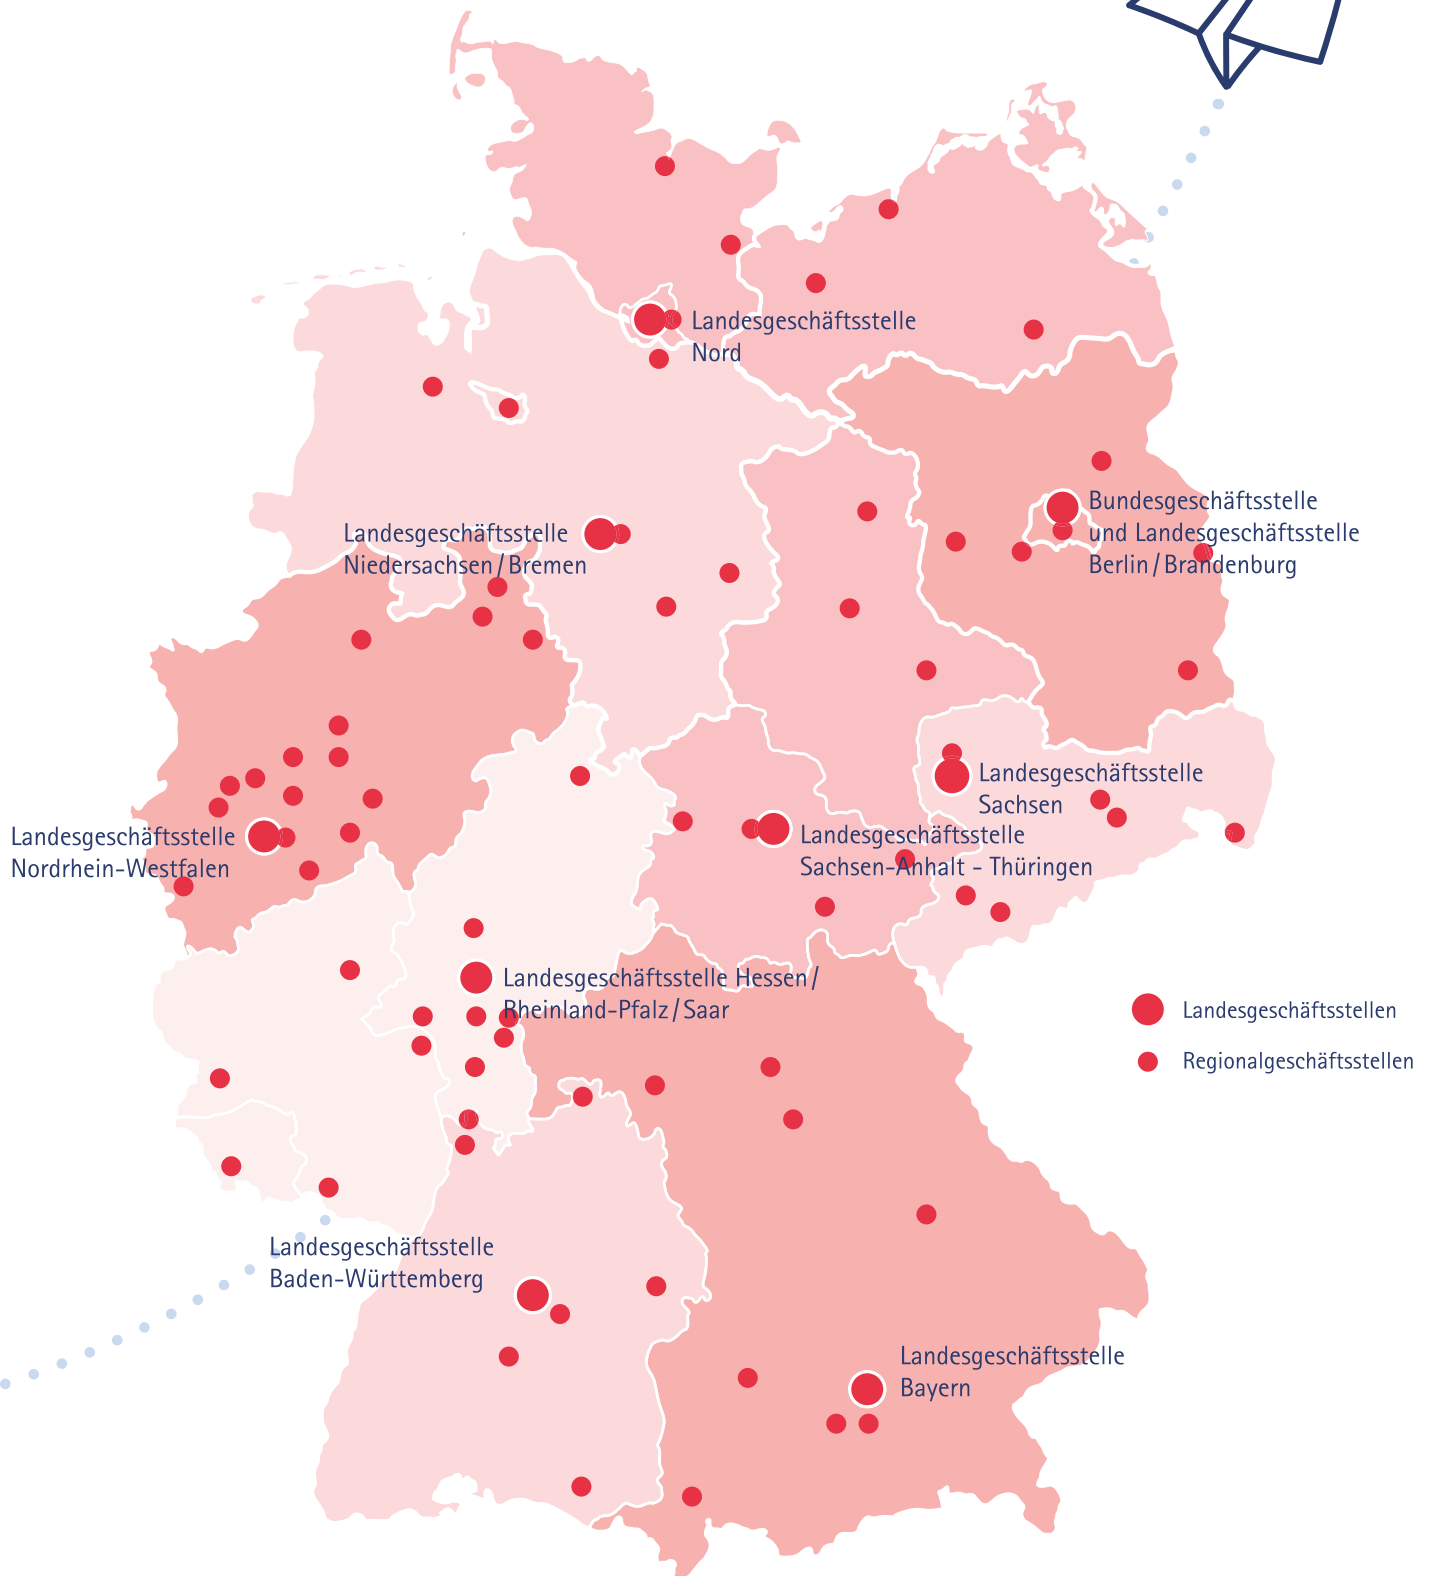 Landesgeschäftsstelle
Nord
Bundesgeschäftsstelle
und Landesgeschäftsstelle
Berlin/Brandenburg
Landesgeschäftsstelle
Niedersachsen/Bremen
Landesgeschäftsstelle
Sachsen
Landesgeschäftsstelle
Nordrhein-Westfalen
Landesgeschäftsstelle
Sachsen-Anhalt - Thüringen
Landesgeschäftsstelle Hessen/
Rheinland-Pfalz/Saar
Landesgeschäftsstellen
Regionalgeschäftsstellen
Landesgeschäftsstelle
Baden-Württemberg
Landesgeschäftsstelle
Bayern